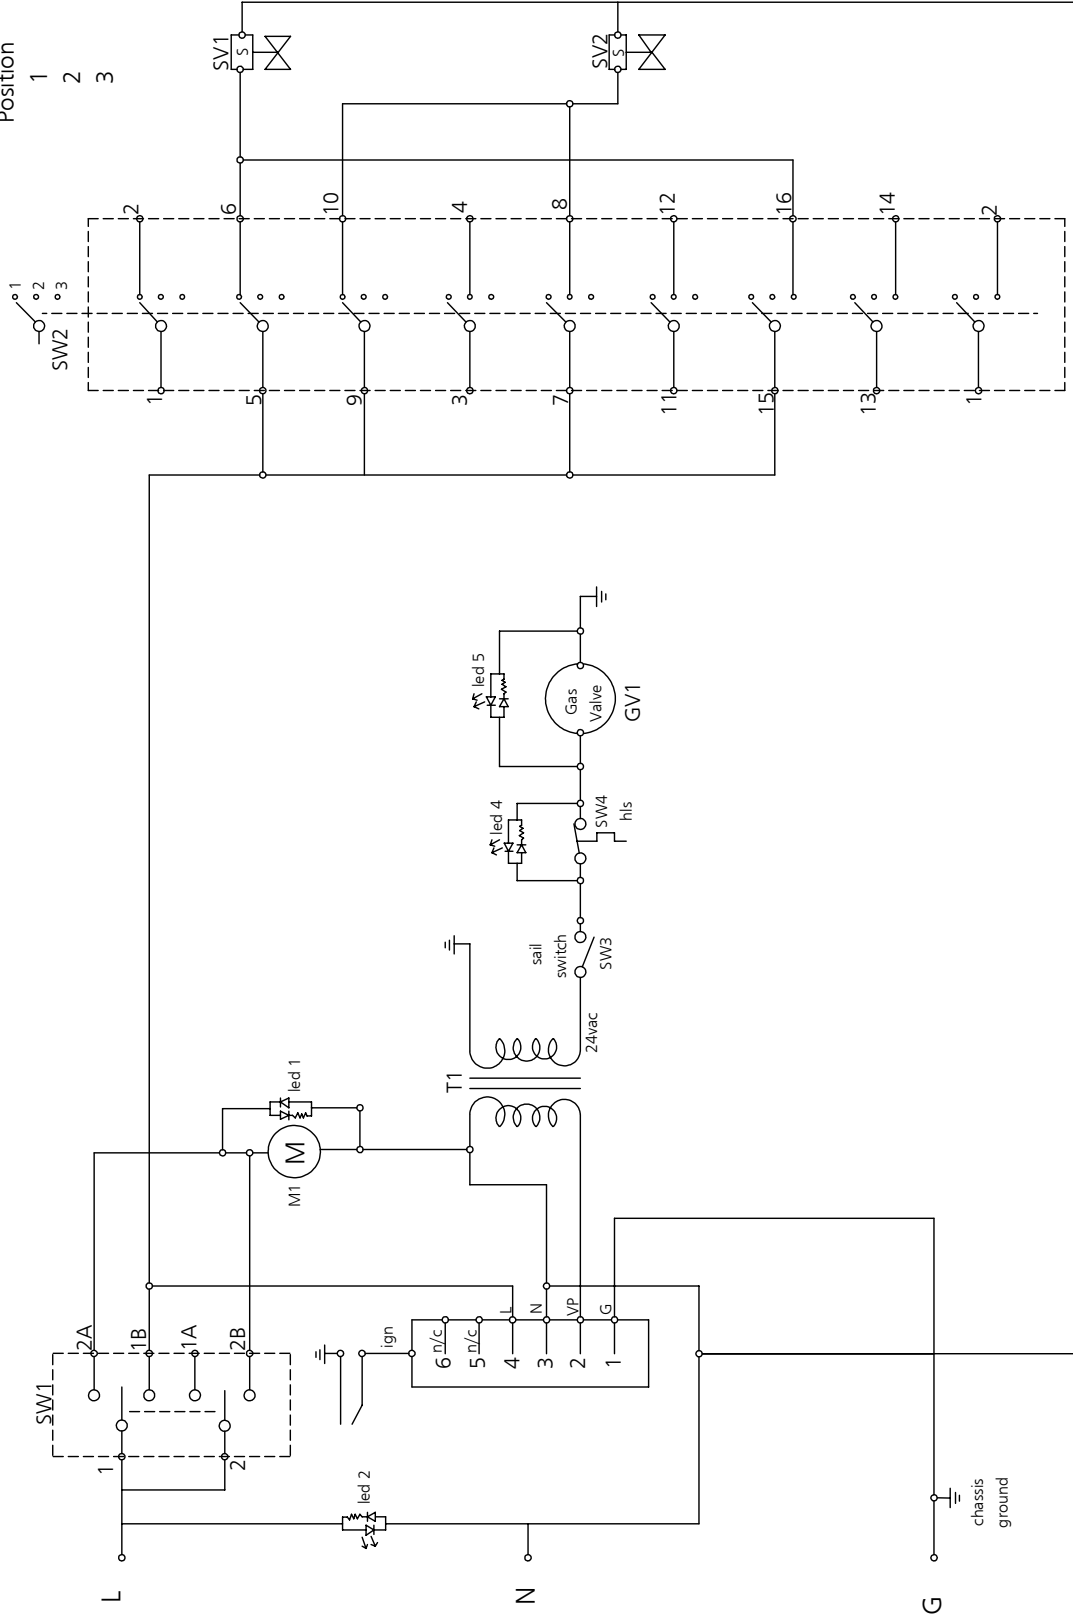 Position
1
2
3
SV1
S
SV2
S
2
6
10
4
8
12
16
14
2
1
2
3
SW2
1
5
9
3
7
11
15
13
1
led 5
Gas
Valve
GV1
led 4
SW4
hls
sail
switch
SW3
24vac
T1
led 1
M
M1
2A
1B
1A
2B
SW1
1
2
ign
6 n/c
5 n/c
4 L
3 N
2 VP
1 G
led 2
chassis
ground
L
N
G